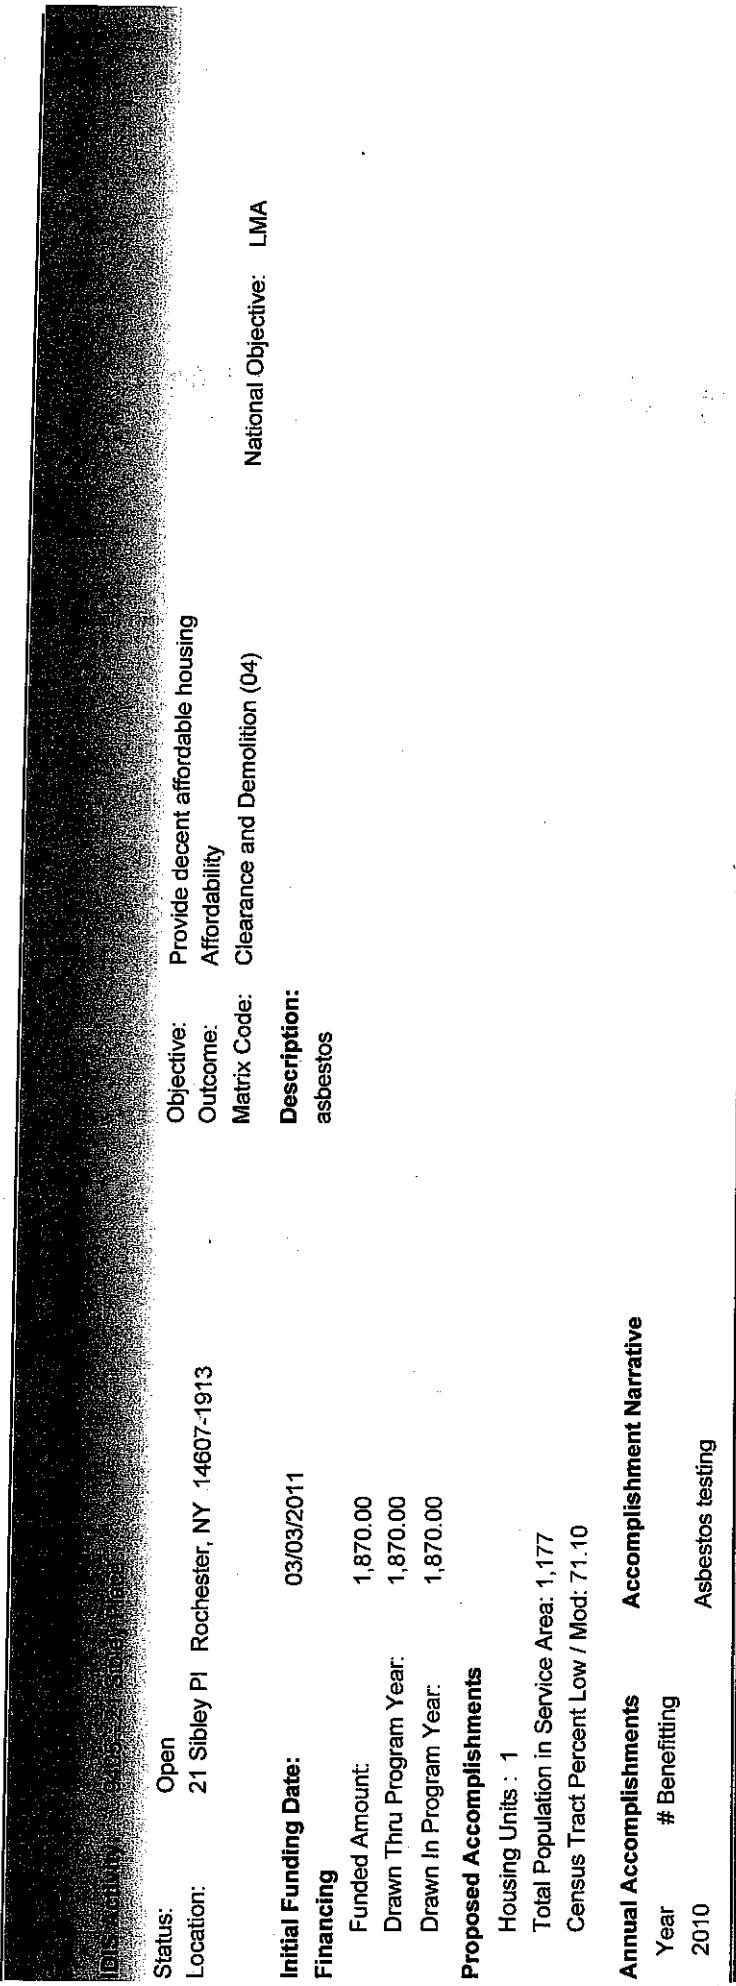 IDIS Activity:
Status: Open
Location: 21 Sibley Pl Rochester, NY 14607-1913
Objective: Provide decent affordable housing
Outcome: Affordability
Matrix Code: Clearance and Demolition (04) National Objective: LMA
Initial Funding Date: 03/03/2011
Description:
asbestos
Financing
Funded Amount: 1,870.00
Drawn Thru Program Year: 1,870.00
Drawn In Program Year: 1,870.00
Proposed Accomplishments
Housing Units : 1
Total Population in Service Area: 1,177
Census Tract Percent Low / Mod: 71.10
Annual Accomplishments Accomplishment Narrative
Year # Benefitting
2010 Asbestos testing